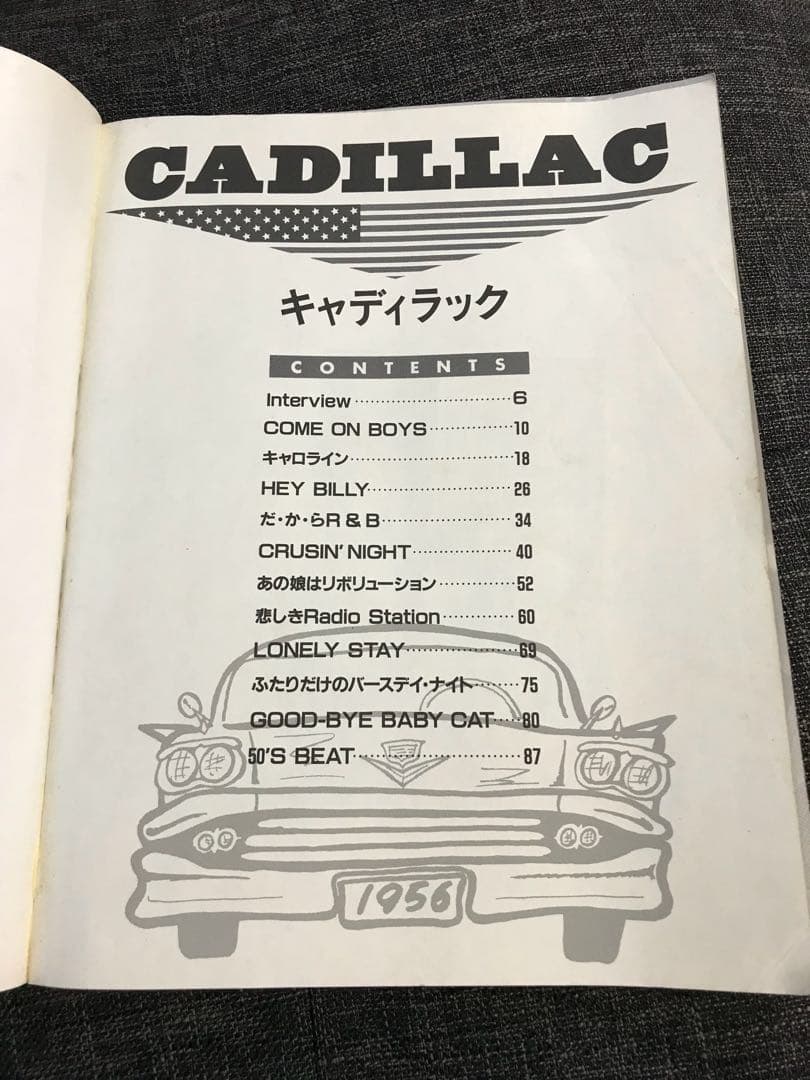 CADILLAC
キャディラック
CONTENTS
Interview 6
COME ON BOYS 10
キャロライン 18
HEY BILLY 26
だ・か・らR & B 34
CRUSIN' NIGHT 40
あの娘はリボリューション 52
悲しきRadio Station 60
LONELY STAY 69
ふたりだけのバースデイ・ナイト 75
GOOD-BYE BABY CAT 80
50'S BEAT 87
1956